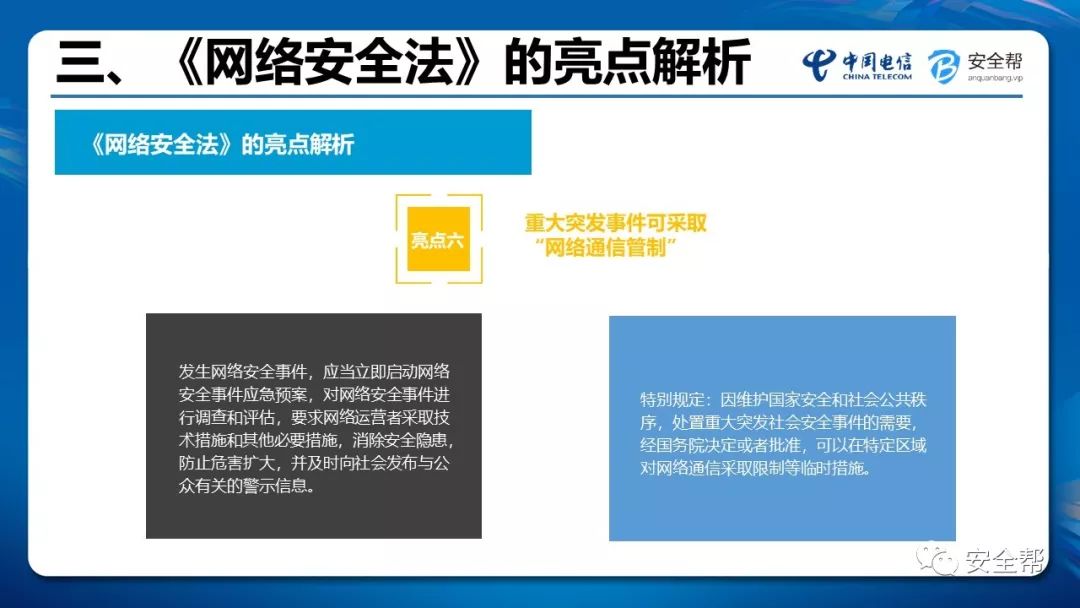 三、《网络安全法》的亮点解析
中国电信
CHINA TELECOM
安全帮
anquanbang.vip
《网络安全法》的亮点解析
亮点六
重大突发事件可采取
“网络通信管制”
发生网络安全事件，应当立即启动网络
安全事件应急预案，对网络安全事件进
行调查和评估，要求网络运营者采取技
术措施和其他必要措施，消除安全隐患，
防止危害扩大，并及时向社会发布与公
众有关的警示信息。
特别规定：因维护国家安全和社会公共秩
序，处置重大突发社会安全事件的需要，
经国务院决定或者批准，可以在特定区域
对网络通信采取限制等临时措施。
安全帮